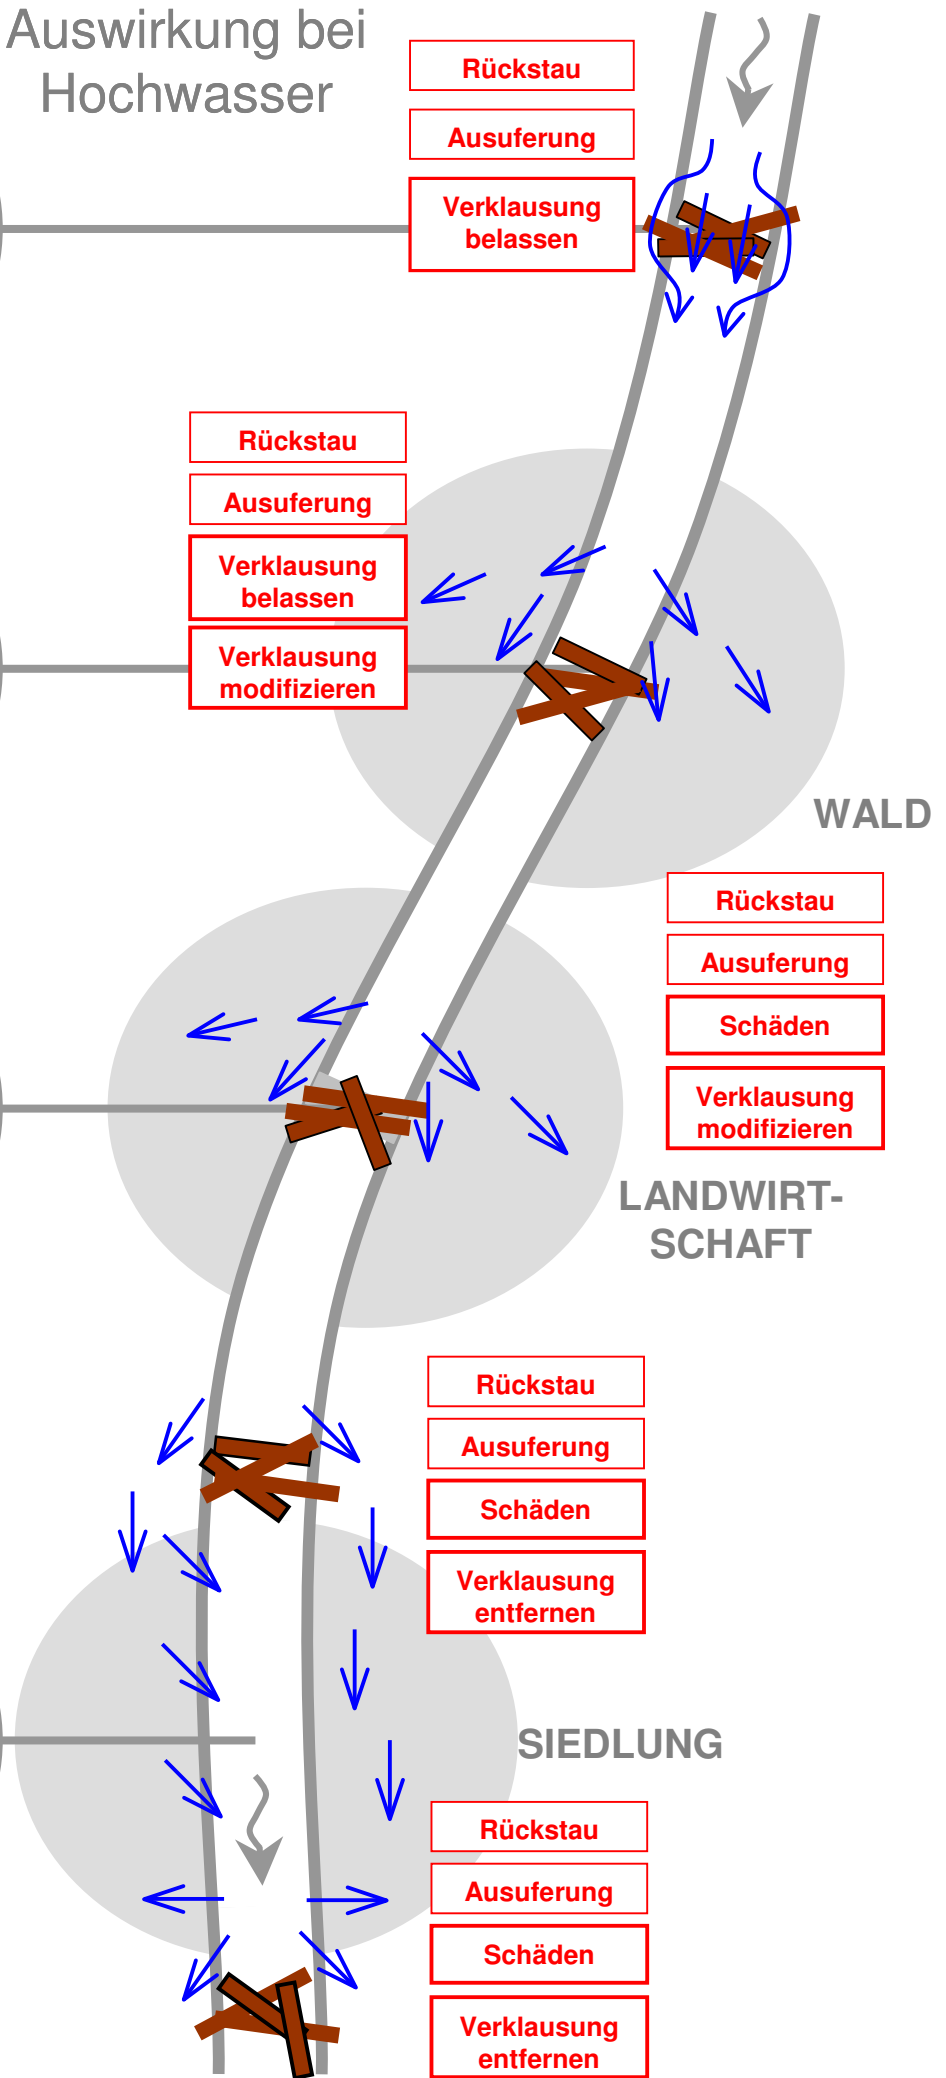 Auswirkung bei
Hochwasser
Rückstau
Ausuferung
Verklausung
belassen
Rückstau
Ausuferung
Verklausung
belassen
Verklausung
modifizieren
WALD
Rückstau
Ausuferung
Schäden
Verklausung
modifizieren
LANDWIRT-
SCHAFT
Rückstau
Ausuferung
Schäden
Verklausung
entfernen
SIEDLUNG
Rückstau
Ausuferung
Schäden
Verklausung
entfernen